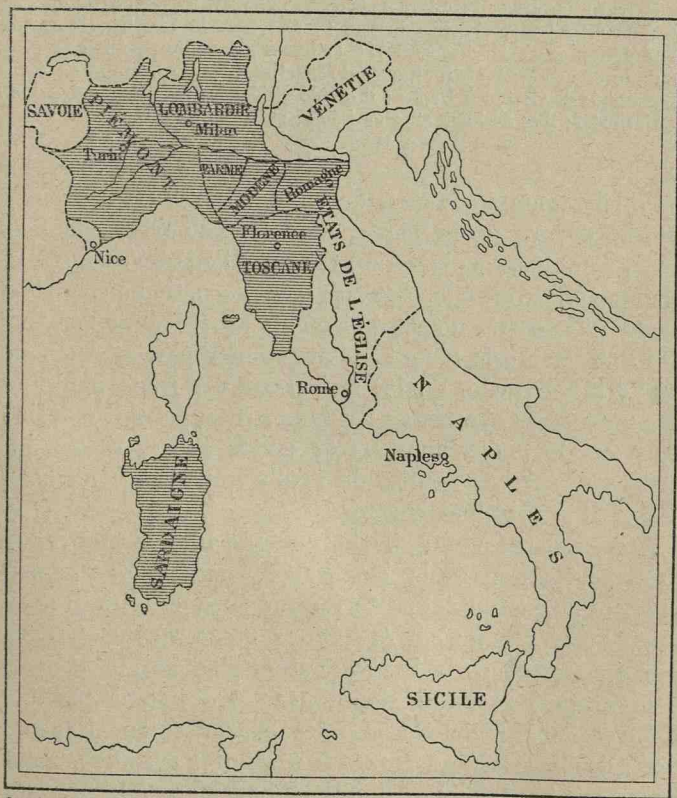 SAVOIE
PIÉMONT
Turin
LOMBARDIE
Milan
VÉNÉTIE
PARME
MODÈNE
Romagne
Nice
Florence
TOSCANE
ÉTATS DE L'ÉGLISE
Rome
NAPLES
Naples
SARDAIGNE
SICILE